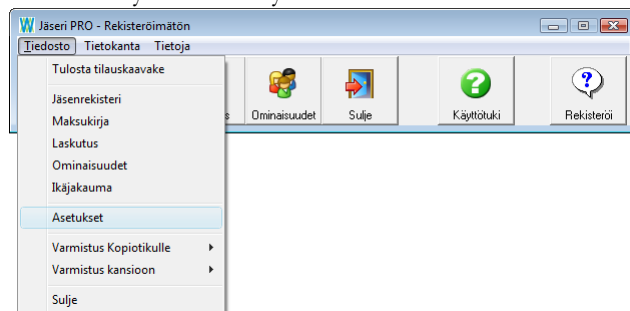 Jäseri PRO - Rekisteröimätön
Tiedosto Tietokanta Tietoja
Ominaisuudet Sulje Käyttötuki Rekisteröi
Tulosta tilauskaavake
Jäsenrekisteri
Maksukirja
Laskutus
Ominaisuudet
Ikäjakauma
Asetukset
Varmistus Kopiotikulle
Varmistus kansioon
Sulje